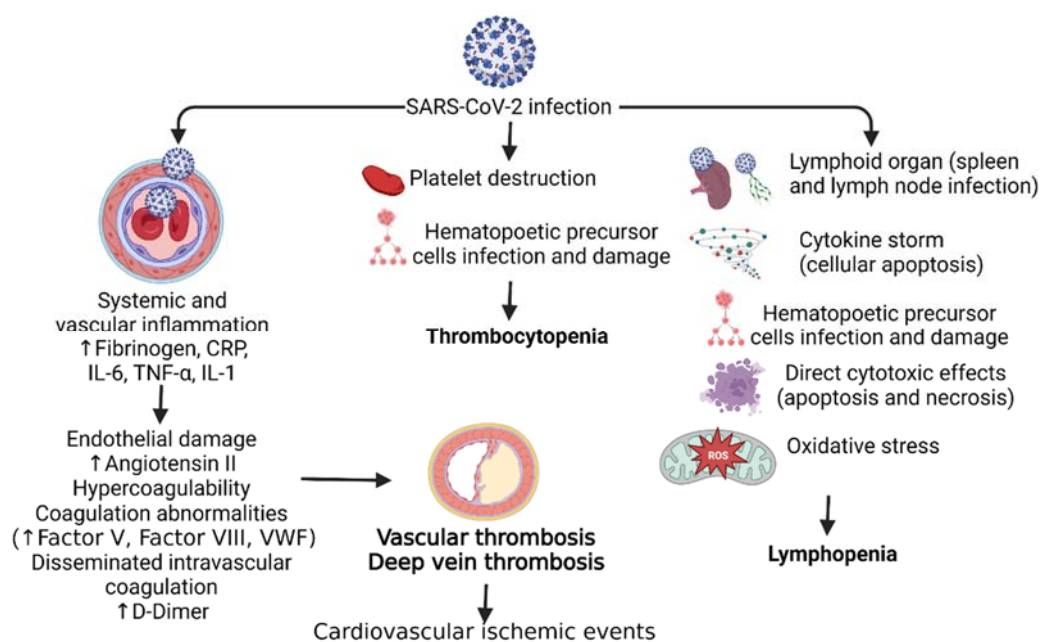 SARS-CoV-2 infection
Systemic and
vascular inflammation
↑Fibrinogen, CRP,
IL-6, TNF-α, IL-1
Endothelial damage
↑Angiotensin II
Hypercoagulability
Coagulation abnormalities
(↑Factor V, Factor VIII, VWF)
Disseminated intravascular
coagulation
↑D-Dimer
Platelet destruction
Hematopoetic precursor
cells infection and damage
Thrombocytopenia
Vascular thrombosis
Deep vein thrombosis
Cardiovascular ischemic events
Lymphoid organ (spleen
and lymph node infection)
Cytokine storm
(cellular apoptosis)
Hematopoetic precursor
cells infection and damage
Direct cytotoxic effects
(apoptosis and necrosis)
ROS
Oxidative stress
Lymphopenia